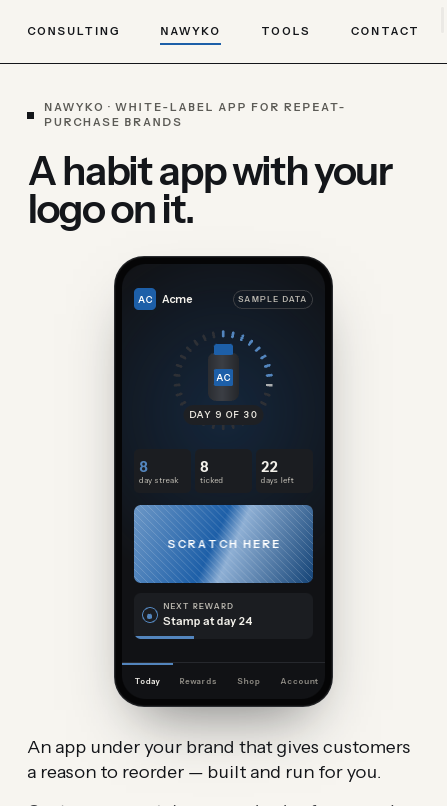 CONSULTING NAWYKO TOOLS CONTACT
NAWYKO · WHITE-LABEL APP FOR REPEAT-
PURCHASE BRANDS
A habit app with your
logo on it.
AC Acme SAMPLE DATA
AC
DAY 9 OF 30
8 8 22
day streak ticked days left
SCRATCH HERE
NEXT REWARD
Stamp at day 24
Today Rewards Shop Account
An app under your brand that gives customers
a reason to reorder — built and run for you.